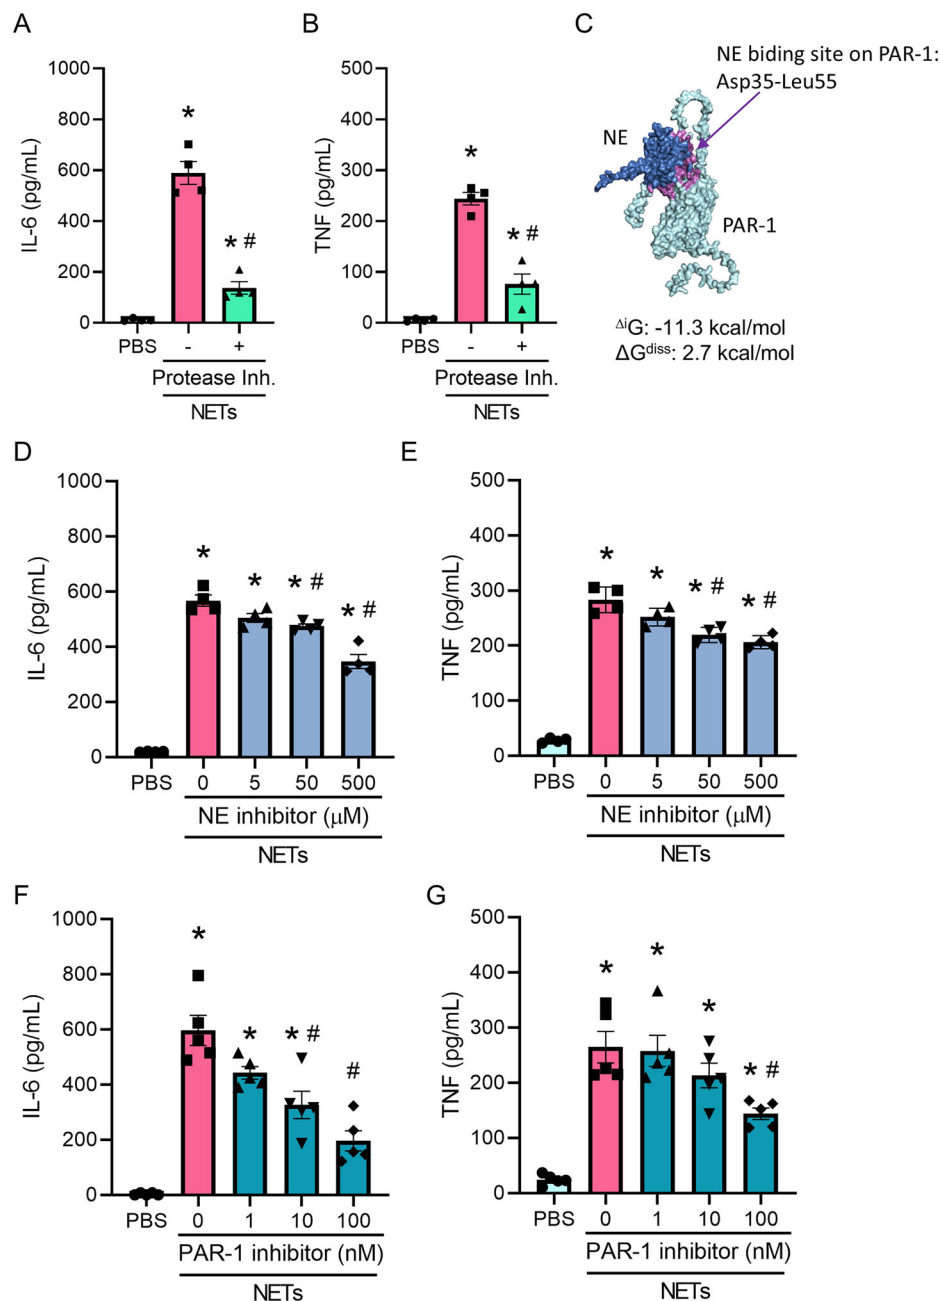 A
IL-6 (pg/mL)
1000
800
600
400
200
0
*
* #
PBS
- +
Protease Inh.
NETs
B
TNF (pg/mL)
500
400
300
200
100
0
*
* #
PBS
- +
Protease Inh.
NETs
C
NE biding site on PAR-1:
Asp35-Leu55
NE
PAR-1
ΔiG: -11.3 kcal/mol
ΔGdiss: 2.7 kcal/mol
D
IL-6 (pg/mL)
1000
800
600
400
200
0
*
*
* #
* #
PBS 0 5 50 500
NE inhibitor (μM)
NETs
E
TNF (pg/mL)
500
400
300
200
100
0
*
*
* #
* #
PBS 0 5 50 500
NE inhibitor (μM)
NETs
F
IL-6 (pg/mL)
1000
800
600
400
200
0
*
*
* #
#
PBS 0 1 10 100
PAR-1 inhibitor (nM)
NETs
G
TNF (pg/mL)
500
400
300
200
100
0
*
*
*
* #
PBS 0 1 10 100
PAR-1 inhibitor (nM)
NETs